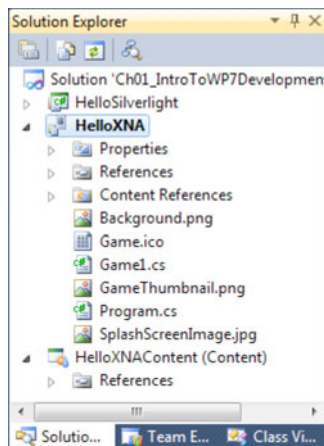 Solution Explorer
Solution 'Ch01_IntroToWP7Developmen
HelloSilverlight
HelloXNA
Properties
References
Content References
Background.png
Game.ico
Game1.cs
GameThumbnail.png
Program.cs
SplashScreenImage.jpg
HelloXNAContent (Content)
References
Solutio... Team E... Class Vi...